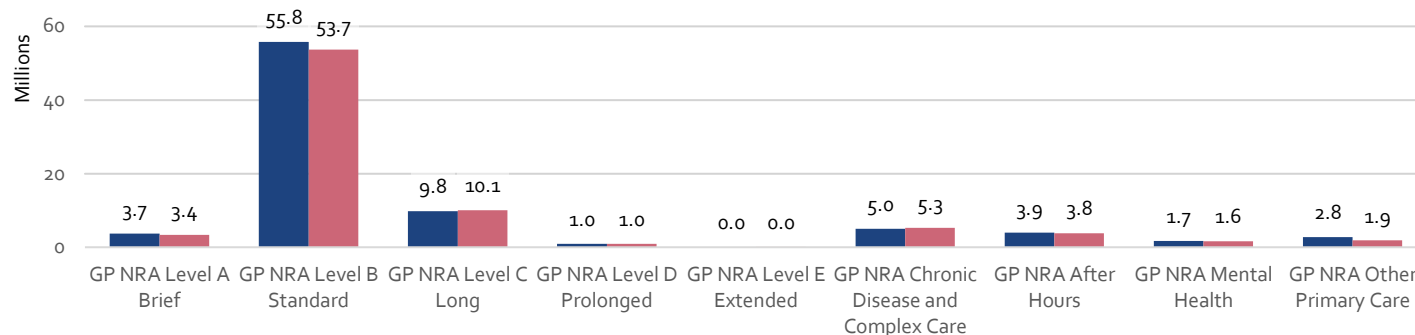 Millions
60
40
20
0
55.8 53.7
3.7 3.4
9.8 10.1
1.0 1.0
0.0 0.0
5.0 5.3
3.9 3.8
1.7 1.6
2.8 1.9
GP NRA Level A
Brief
GP NRA Level B
Standard
GP NRA Level C
Long
GP NRA Level D
Prolonged
GP NRA Level E
Extended
GP NRA Chronic
Disease and
Complex Care
GP NRA After
Hours
GP NRA Mental
Health
GP NRA Other
Primary Care